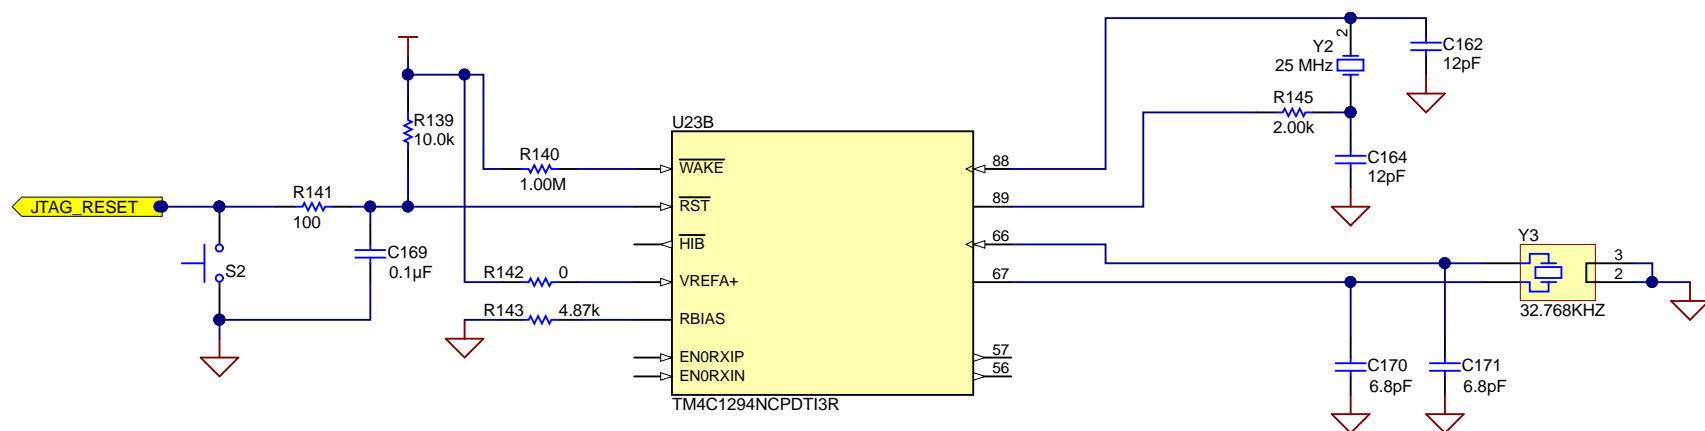 2
Y2
25 MHz
C162
12pF
R139
10.0k
R145
2.00k
U23B
R140
1.00M
WAKE
88
C164
12pF
JTAG_RESET
R141
100
RST
89
S2
C169
0.1µF
HIB
66
Y3
3
2
32.768KHZ
R142
0
VREFA+
67
R143
4.87k
RBIAS
EN0RXIP
57
EN0RXIN
56
C170
6.8pF
C171
6.8pF
TM4C1294NCPDTI3R